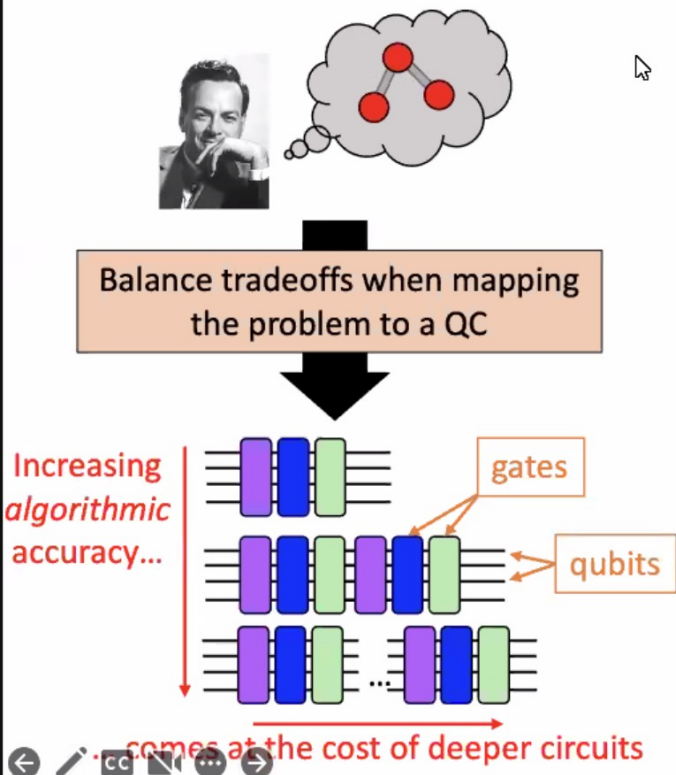 Balance tradeoffs when mapping
the problem to a QC
Increasing
algorithmic
accuracy...
gates
qubits
...
... comes at the cost of deeper circuits
CC